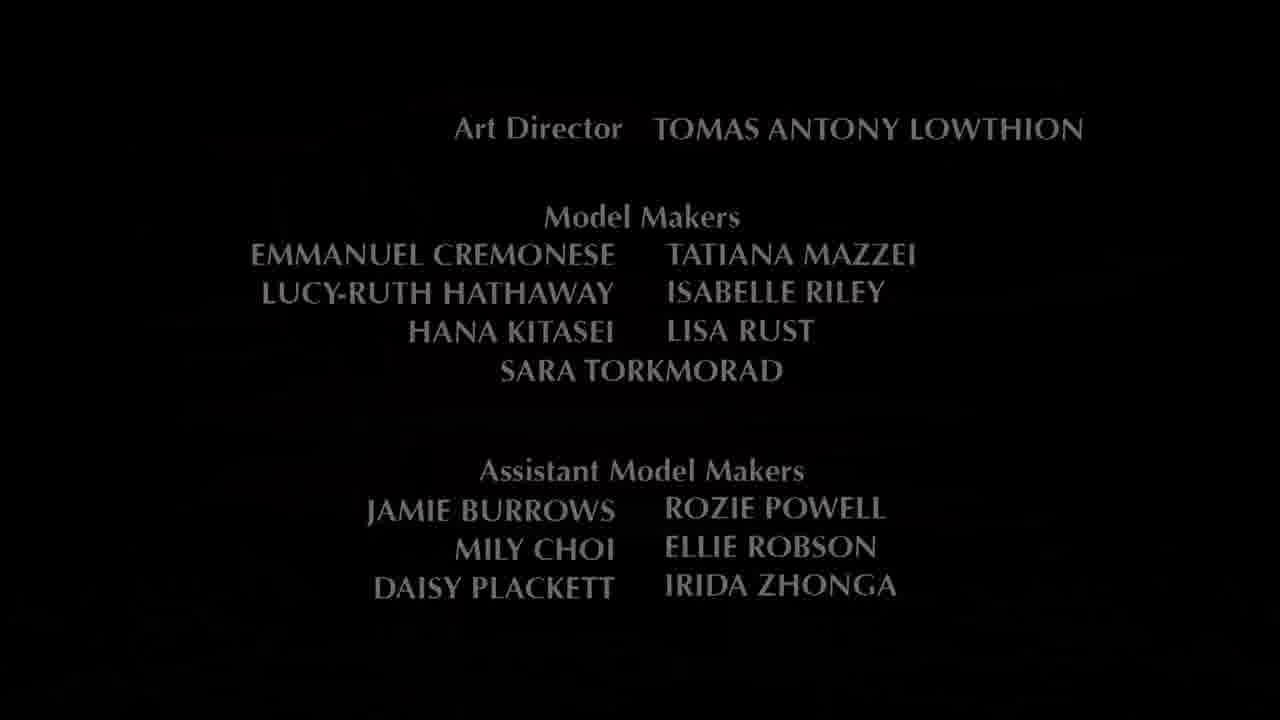 Art Director TOMAS ANTONY LOWTHION
Model Makers
EMMANUEL CREMONESE TATIANA MAZZEI
LUCY-RUTH HATHAWAY ISABELLE RILEY
HANA KITASEI LISA RUST
SARA TORKMORAD
Assistant Model Makers
JAMIE BURROWS ROZIE POWELL
MILY CHOI ELLIE ROBSON
DAISY PLACKETT IRIDA ZHONGA